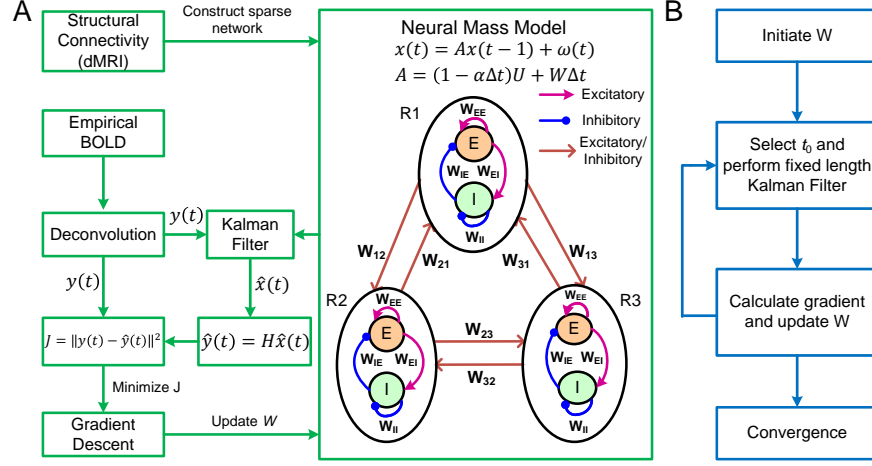 A
Structural
Connectivity
(dMRI)
Construct sparse
network
Empirical
BOLD
Deconvolution
y(t)
Kalman
Filter
y(t)
x̂(t)
J = ‖y(t) − ŷ(t)‖²
ŷ(t) = Hx̂(t)
Minimize J
Gradient
Descent
Update W
Neural Mass Model
x(t) = Ax(t − 1) + ω(t)
A = (1 − αΔt)U + WΔt
Excitatory
Inhibitory
Excitatory/
Inhibitory
R1
W_EE
E
W_IE W_EI
I
W_II
W_12
W_21
W_31
W_13
R2
W_EE
E
W_IE W_EI
I
W_II
W_23
W_32
R3
W_EE
E
W_IE W_EI
I
W_II
B
Initiate W
Select t₀ and
perform fixed length
Kalman Filter
Calculate gradient
and update W
Convergence